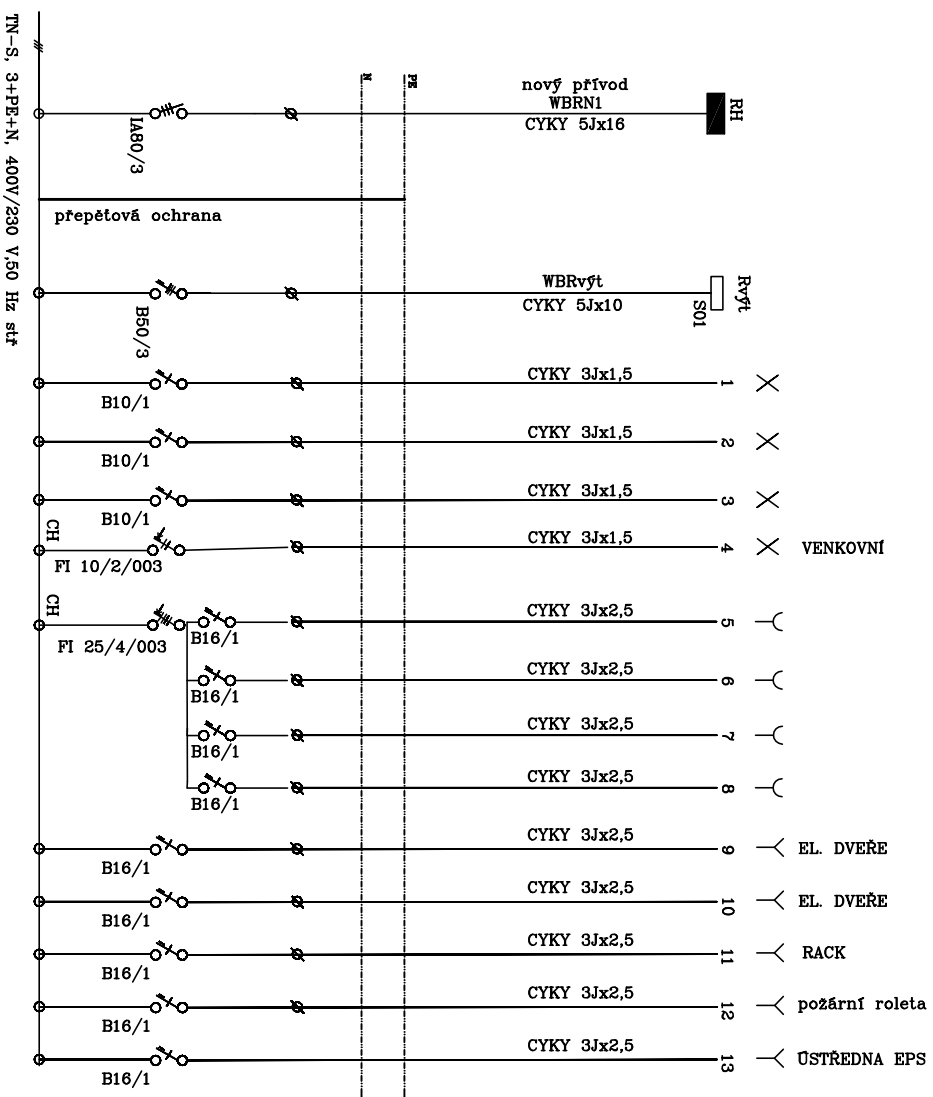 TN-S, 3+PE+N, 400V/230 V,50 Hz stř
N
PE
nový přívod
WBRN1
CYKY 5Jx16
RH
IA80/3
přepěťová ochrana
WBRvýt
CYKY 5Jx10
Rvýt
S01
B50/3
CYKY 3Jx1,5
1
B10/1
CYKY 3Jx1,5
2
B10/1
CYKY 3Jx1,5
3
B10/1
CH
CYKY 3Jx1,5
4
VENKOVNÍ
FI 10/2/003
CH
CYKY 3Jx2,5
5
B16/1
FI 25/4/003
CYKY 3Jx2,5
6
B16/1
CYKY 3Jx2,5
7
B16/1
CYKY 3Jx2,5
8
B16/1
CYKY 3Jx2,5
9
EL. DVEŘE
B16/1
CYKY 3Jx2,5
10
EL. DVEŘE
B16/1
CYKY 3Jx2,5
11
RACK
B16/1
CYKY 3Jx2,5
12
požární roleta
B16/1
CYKY 3Jx2,5
13
ÚSTŘEDNA EPS
B16/1